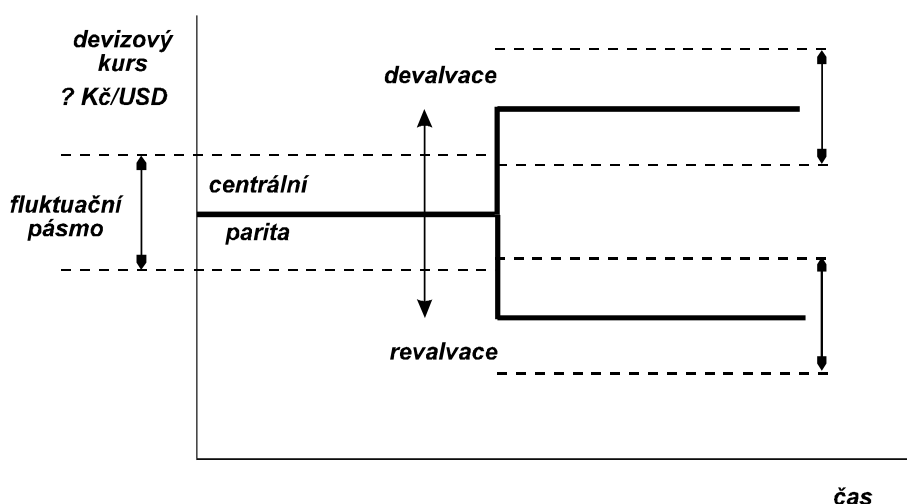 devizový
kurs
? Kč/USD
devalvace
centrální
fluktuační
pásmo
parita
revalvace
čas